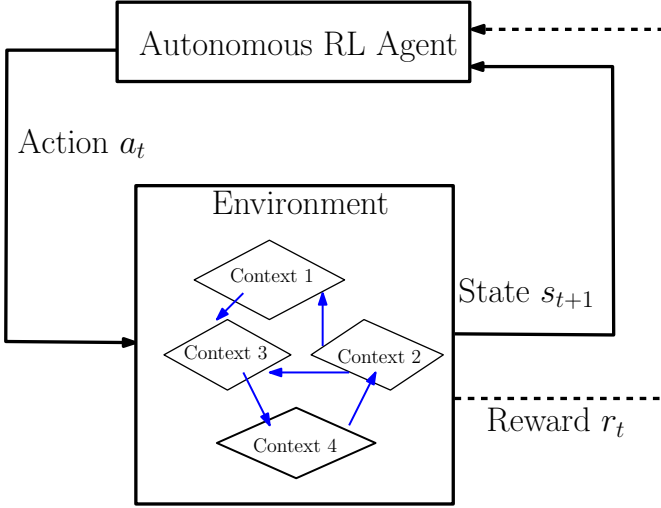 Autonomous RL Agent
Action a_t
Environment
Context 1
State s_{t+1}
Context 3
Context 2
Reward r_t
Context 4